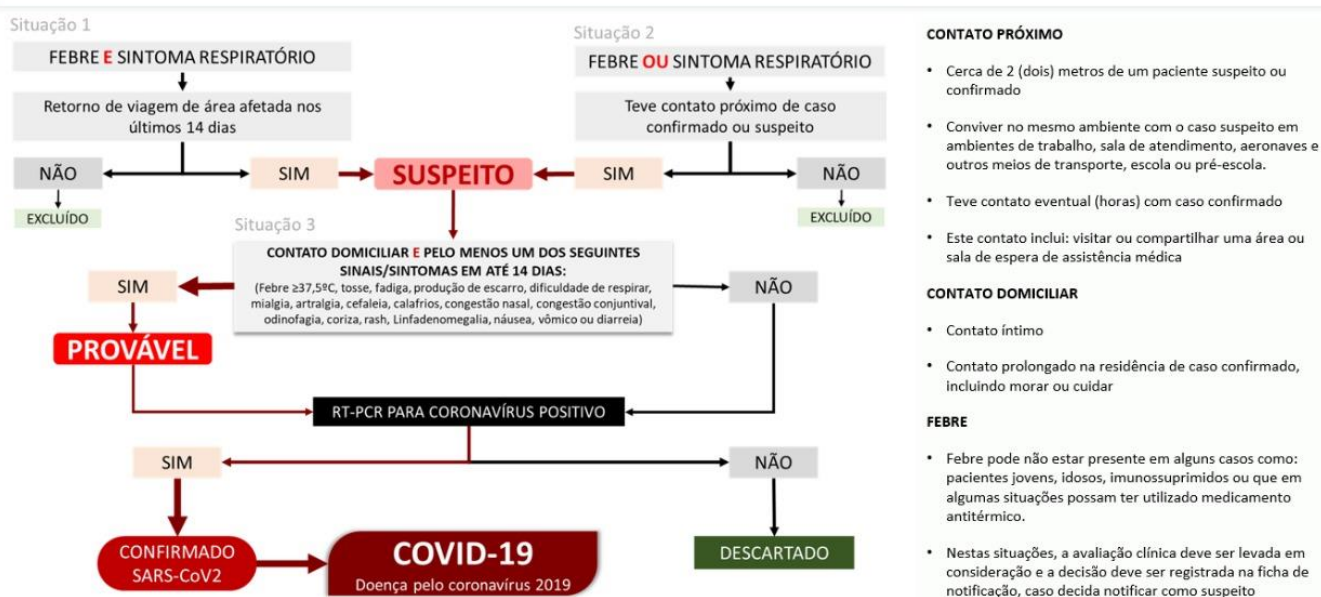 Situação 1
FEBRE E SINTOMA RESPIRATÓRIO
Retorno de viagem de área afetada nos
últimos 14 dias
NÃO
SIM
EXCLUÍDO
SUSPEITO
Situação 2
FEBRE OU SINTOMA RESPIRATÓRIO
Teve contato próximo de caso
confirmado ou suspeito
SIM
NÃO
EXCLUÍDO
Situação 3
CONTATO DOMICILIAR E PELO MENOS UM DOS SEGUINTES
SINAIS/SINTOMAS EM ATÉ 14 DIAS:
(Febre ≥37,5ºC, tosse, fadiga, produção de escarro, dificuldade de respirar,
mialgia, artralgia, cefaleia, calafrios, congestão nasal, congestão conjuntival,
odinofagia, coriza, rash, Linfadenomegalia, náusea, vômico ou diarreia)
SIM
NÃO
PROVÁVEL
RT-PCR PARA CORONAVÍRUS POSITIVO
SIM
NÃO
CONFIRMADO
SARS-CoV2
COVID-19
Doença pelo coronavírus 2019
DESCARTADO
CONTATO PRÓXIMO
• Cerca de 2 (dois) metros de um paciente suspeito ou
confirmado
• Conviver no mesmo ambiente com o caso suspeito em
ambientes de trabalho, sala de atendimento, aeronaves e
outros meios de transporte, escola ou pré-escola.
• Teve contato eventual (horas) com caso confirmado
• Este contato inclui: visitar ou compartilhar uma área ou
sala de espera de assistência médica
CONTATO DOMICILIAR
• Contato íntimo
• Contato prolongado na residência de caso confirmado,
incluindo morar ou cuidar
FEBRE
• Febre pode não estar presente em alguns casos como:
pacientes jovens, idosos, imunossuprimidos ou que em
algumas situações possam ter utilizado medicamento
antitérmico.
• Nestas situações, a avaliação clínica deve ser levada em
consideração e a decisão deve ser registrada na ficha de
notificação, caso decida notificar como suspeito